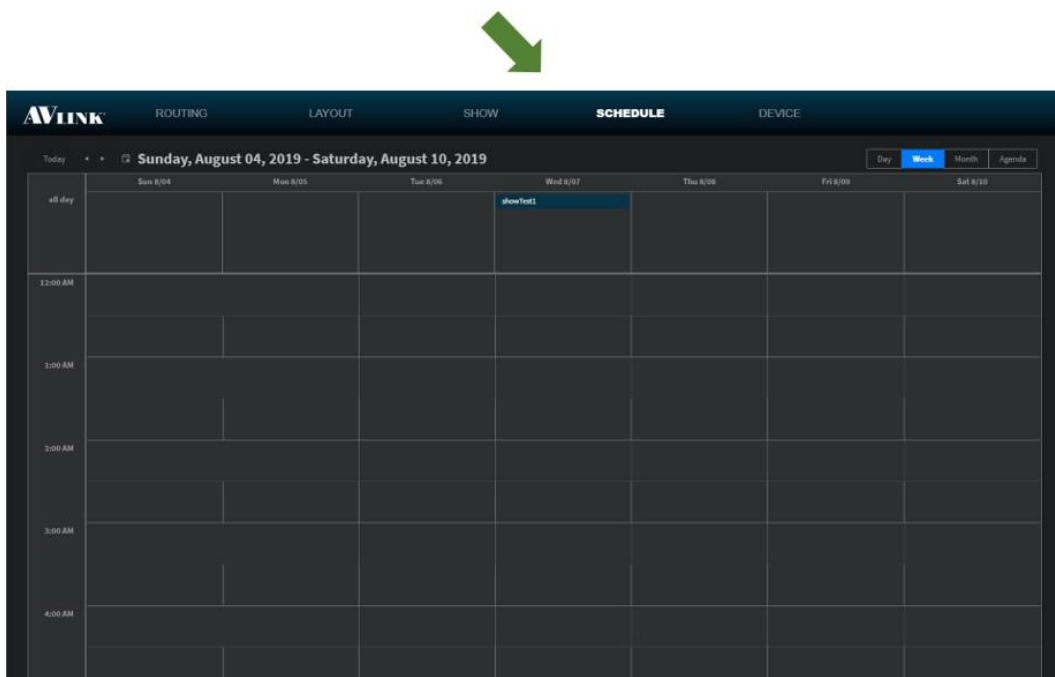 AVLINK ROUTING LAYOUT SHOW SCHEDULE DEVICE
Today Sunday, August 04, 2019 - Saturday, August 10, 2019 Day Week Month Agenda
Sun 8/04 Mon 8/05 Tue 8/06 Wed 8/07 Thu 8/08 Fri 8/09 Sat 8/10
all day showTest1
12:00 AM
1:00 AM
2:00 AM
3:00 AM
4:00 AM